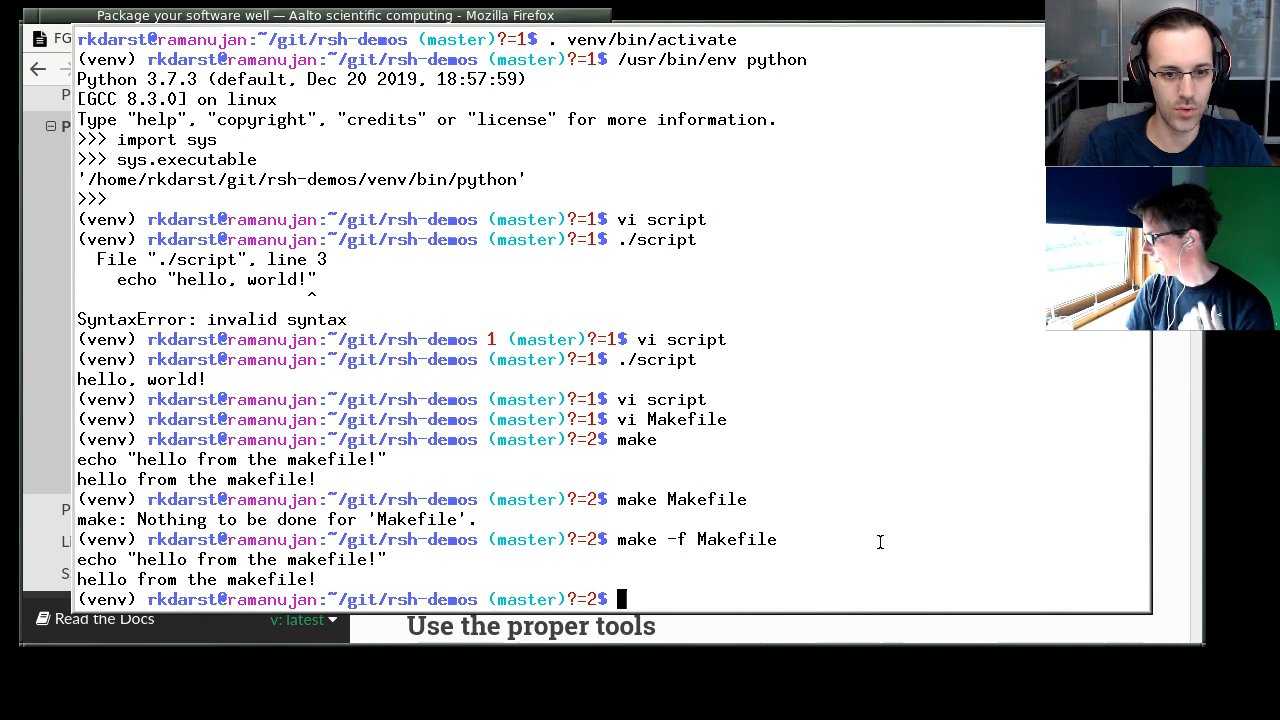 Package your software well — Aalto scientific computing - Mozilla Firefox
FG
rkdarst@ramanujan:~/git/rsh-demos (master)?=1$ . venv/bin/activate
(venv) rkdarst@ramanujan:~/git/rsh-demos (master)?=1$ /usr/bin/env python
Python 3.7.3 (default, Dec 20 2019, 18:57:59)
[GCC 8.3.0] on linux
Type "help", "copyright", "credits" or "license" for more information.
>>> import sys
>>> sys.executable
'/home/rkdarst/git/rsh-demos/venv/bin/python'
>>>
(venv) rkdarst@ramanujan:~/git/rsh-demos (master)?=1$ vi script
(venv) rkdarst@ramanujan:~/git/rsh-demos (master)?=1$ ./script
File "./script", line 3
echo "hello, world!"
^
SyntaxError: invalid syntax
(venv) rkdarst@ramanujan:~/git/rsh-demos 1 (master)?=1$ vi script
(venv) rkdarst@ramanujan:~/git/rsh-demos (master)?=1$ ./script
hello, world!
(venv) rkdarst@ramanujan:~/git/rsh-demos (master)?=1$ vi script
(venv) rkdarst@ramanujan:~/git/rsh-demos (master)?=1$ vi Makefile
(venv) rkdarst@ramanujan:~/git/rsh-demos (master)?=2$ make
echo "hello from the makefile!"
hello from the makefile!
(venv) rkdarst@ramanujan:~/git/rsh-demos (master)?=2$ make Makefile
make: Nothing to be done for 'Makefile'.
(venv) rkdarst@ramanujan:~/git/rsh-demos (master)?=2$ make -f Makefile
echo "hello from the makefile!"
hello from the makefile!
(venv) rkdarst@ramanujan:~/git/rsh-demos (master)?=2$
P
P
P
Li
Read the Docs
v: latest
Use the proper tools